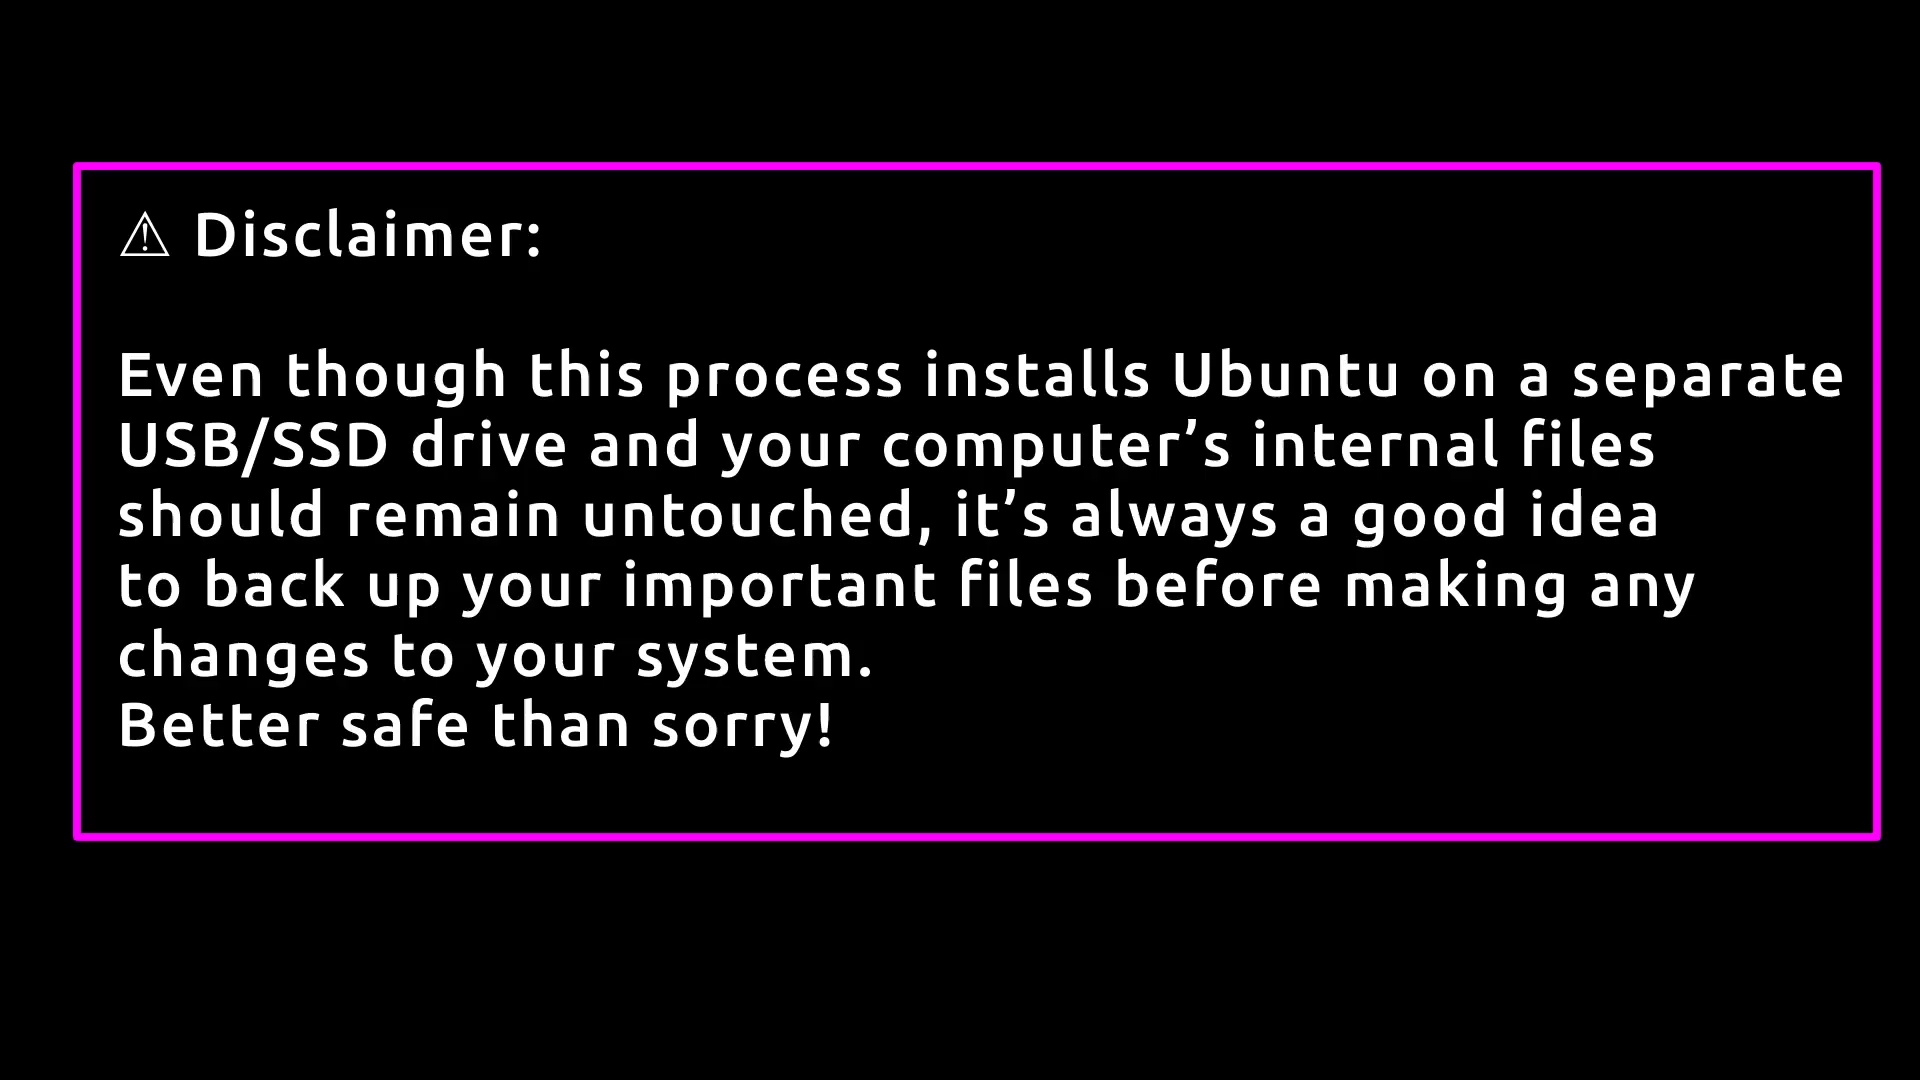 ⚠ Disclaimer:
Even though this process installs Ubuntu on a separate
USB/SSD drive and your computer’s internal files
should remain untouched, it’s always a good idea
to back up your important files before making any
changes to your system.
Better safe than sorry!